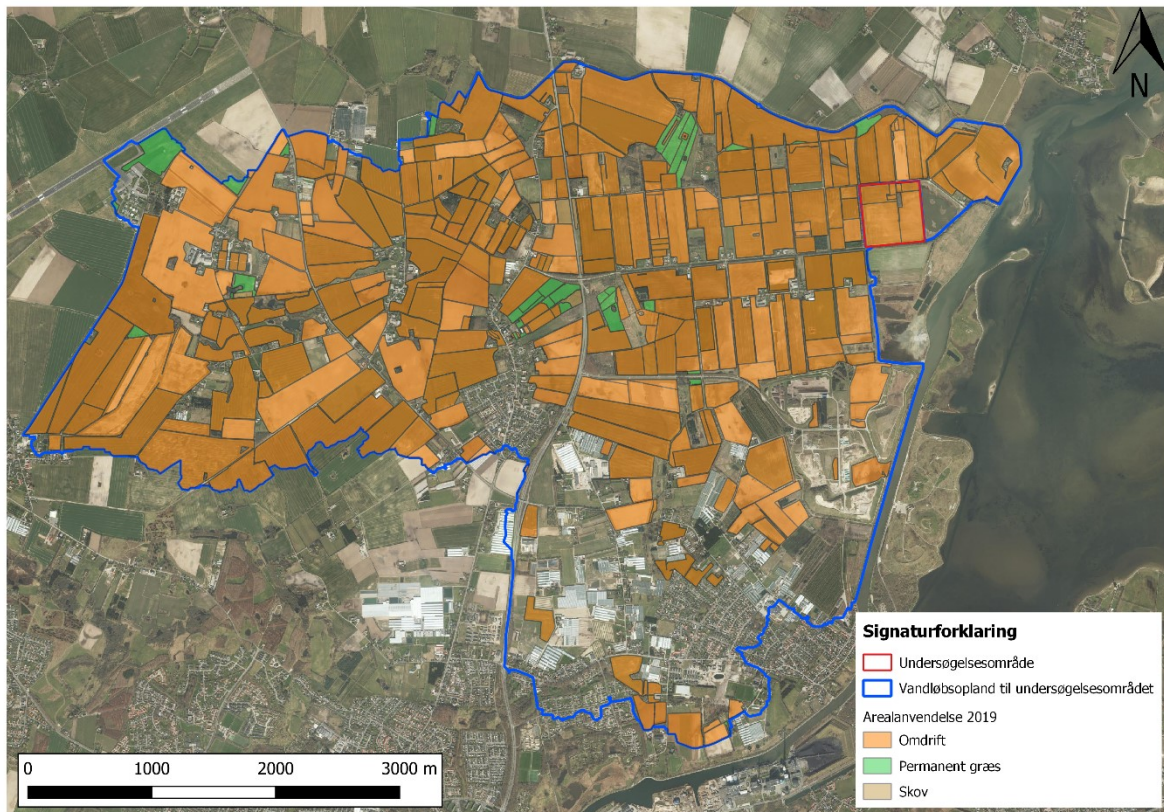 N
Signaturforklaring
Undersøgelsesområde
Vandløbsopland til undersøgelsesområdet
Arealanvendelse 2019
Omdrift
Permanent græs
Skov
0 1000 2000 3000 m